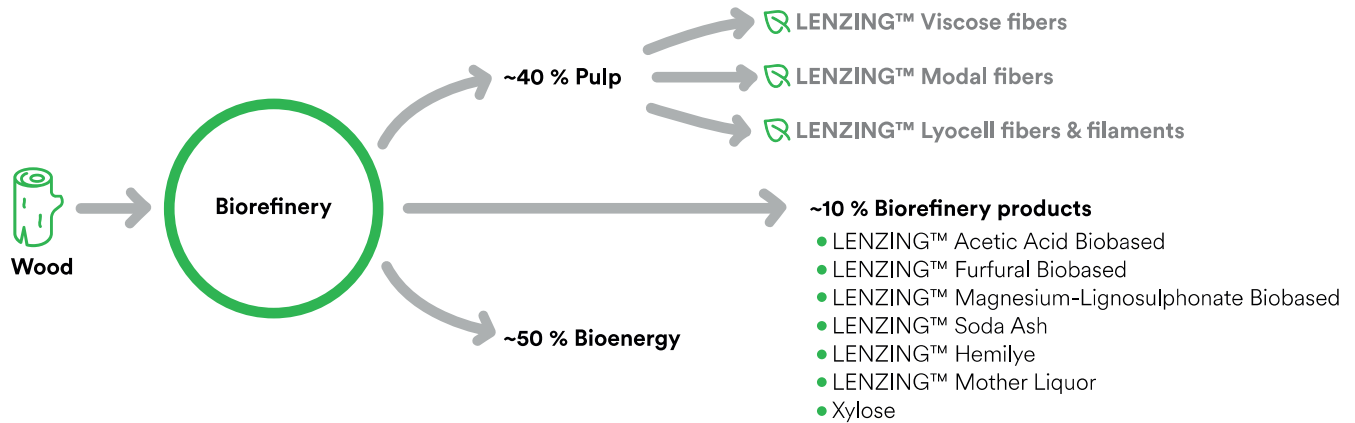 LENZING™ Viscose fibers
~40 % Pulp
LENZING™ Modal fibers
LENZING™ Lyocell fibers & filaments
Wood
Biorefinery
~10 % Biorefinery products
LENZING™ Acetic Acid Biobased
LENZING™ Furfural Biobased
LENZING™ Magnesium-Lignosulphonate Biobased
LENZING™ Soda Ash
LENZING™ Hemilye
LENZING™ Mother Liquor
Xylose
~50 % Bioenergy